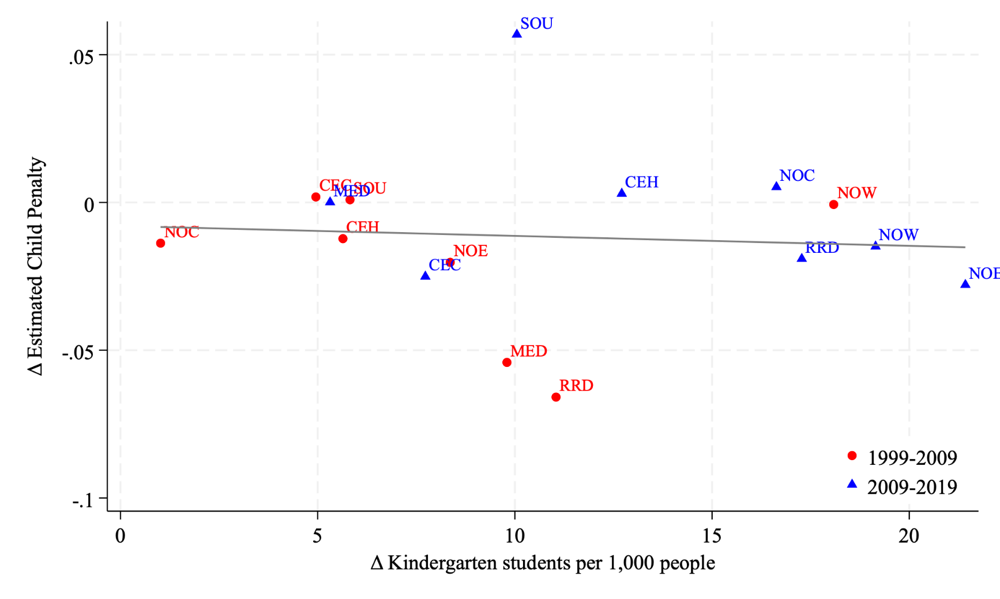 SOU
.05
CEC
MED
SOU
CEH
NOC
NOW
0
NOC
CEH
NOE
CEC
NOW
RRD
NOE
-.05
MED
RRD
1999-2009
2009-2019
-.1
0 5 10 15 20
Δ Kindergarten students per 1,000 people
Δ Estimated Child Penalty